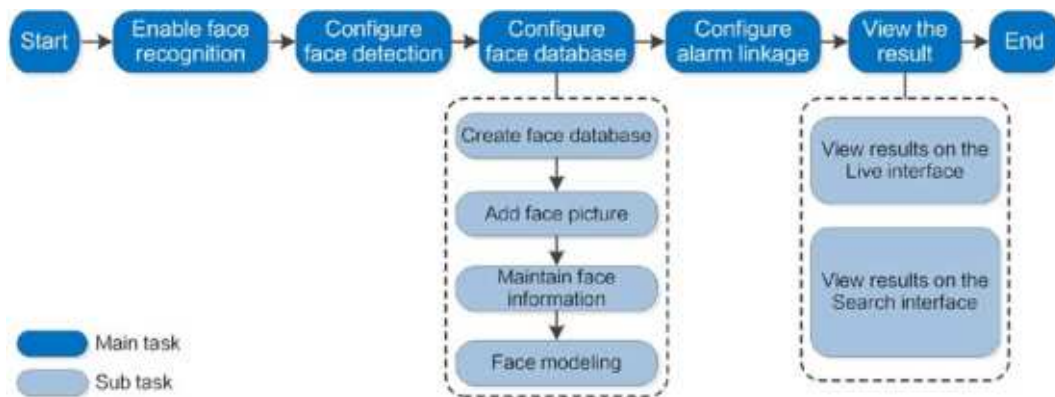 Start
Enable face
recognition
Configure
face detection
Configure
face database
Configure
alarm linkage
View the
result
End
Create face database
Add face picture
Maintain face
information
Face modeling
View results on the
Live interface
View results on the
Search interface
Main task
Sub task